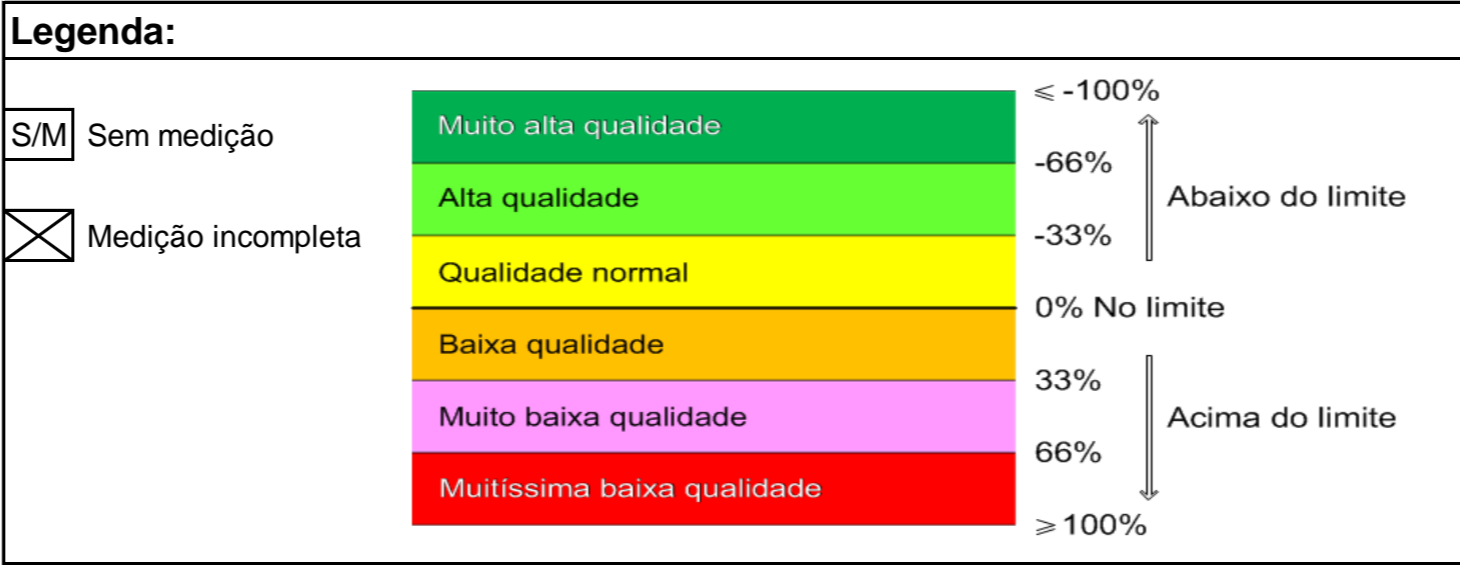 Legenda:
S/M Sem medição
Medição incompleta
Muito alta qualidade
Alta qualidade
Qualidade normal
Baixa qualidade
Muito baixa qualidade
Muitíssima baixa qualidade
⩽ -100%
-66%
-33%
0% No limite
33%
66%
⩾ 100%
Abaixo do limite
Acima do limite